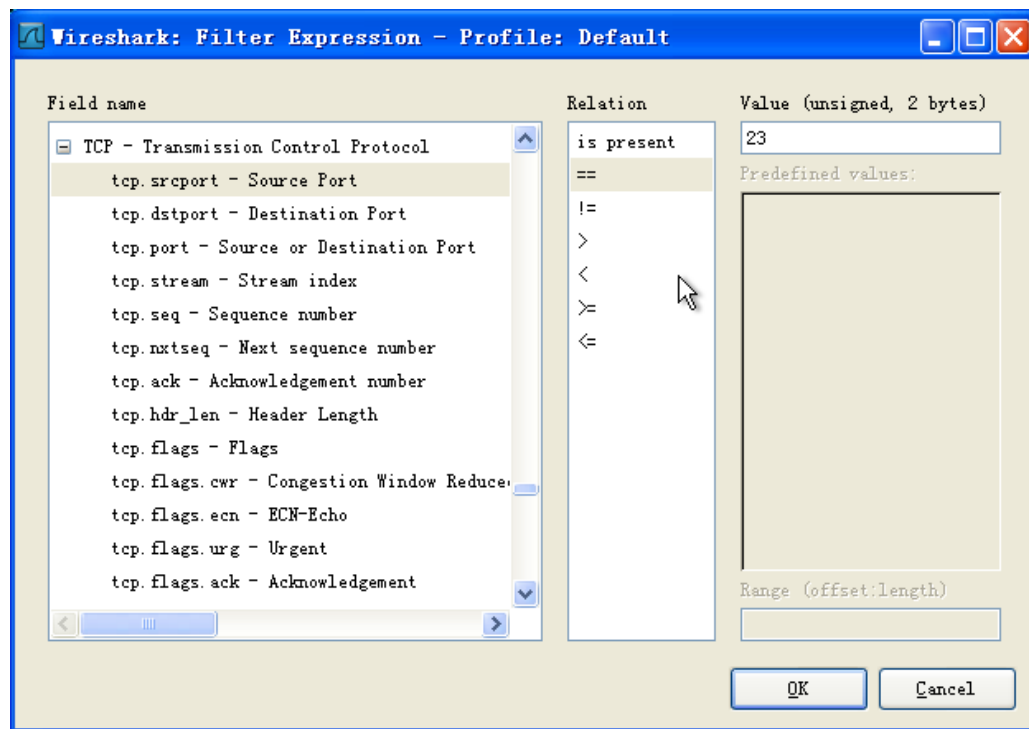 Wireshark: Filter Expression - Profile: Default
Field name
TCP - Transmission Control Protocol
tcp.srcport - Source Port
tcp.dstport - Destination Port
tcp.port - Source or Destination Port
tcp.stream - Stream index
tcp.seq - Sequence number
tcp.nxtseq - Next sequence number
tcp.ack - Acknowledgement number
tcp.hdr_len - Header Length
tcp.flags - Flags
tcp.flags.cwr - Congestion Window Reduce
tcp.flags.ecn - ECN-Echo
tcp.flags.urg - Urgent
tcp.flags.ack - Acknowledgement
Relation
is present
==
!=
>
<
>=
<=
Value (unsigned, 2 bytes)
23
Predefined values:
Range (offset:length)
OK
Cancel